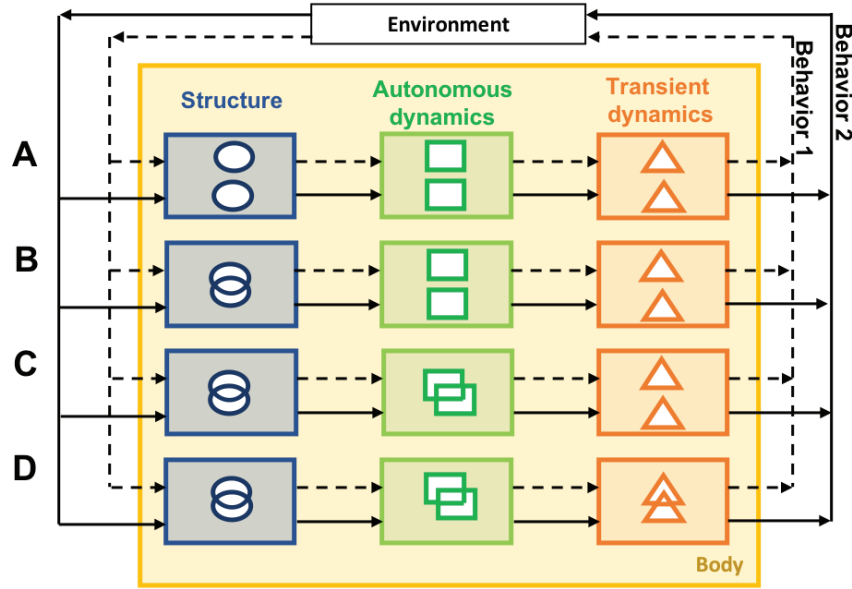 Environment
Behavior 1
Behavior 2
Structure
Autonomous
dynamics
Transient
dynamics
A
B
C
D
Body